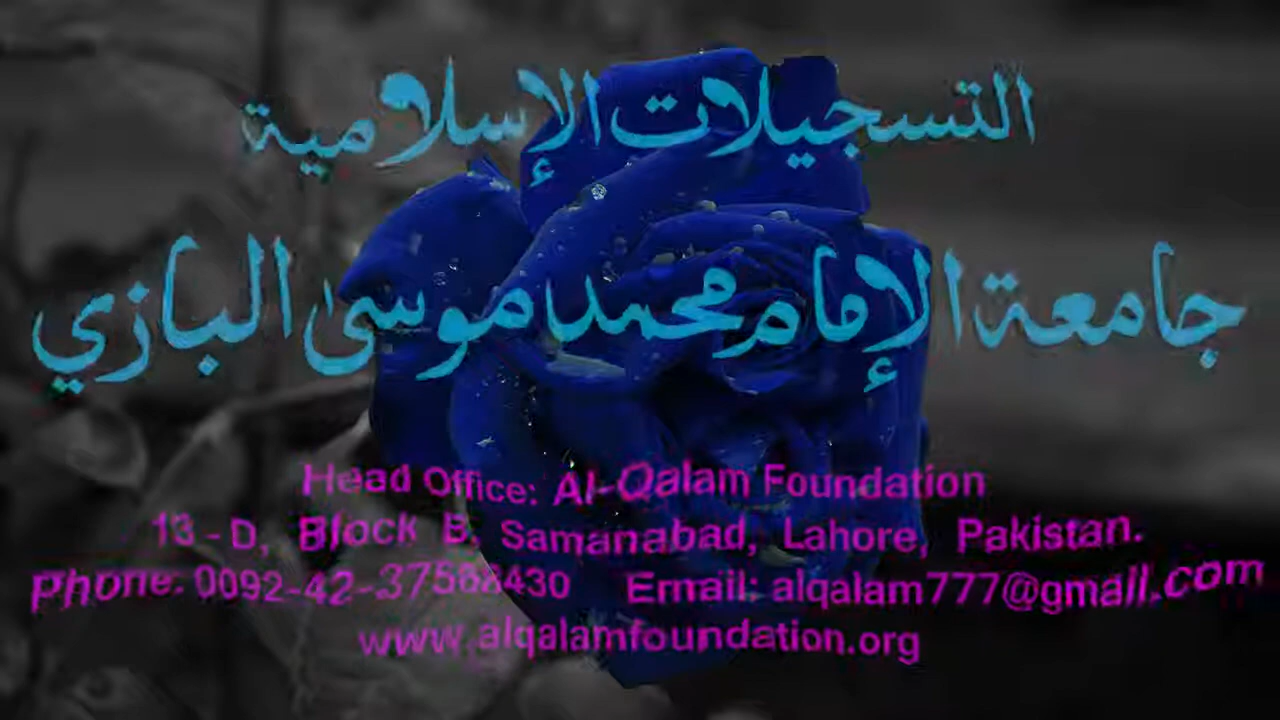 التسجيلات الإسلامية
جامعة الإمام محمد موسى البازي
Head Office: Al-Qalam Foundation
13-D, Block B, Samanabad, Lahore, Pakistan.
Phone: 0092-42-37568430 Email: alqalam777@gmail.com
www.alqalamfoundation.org